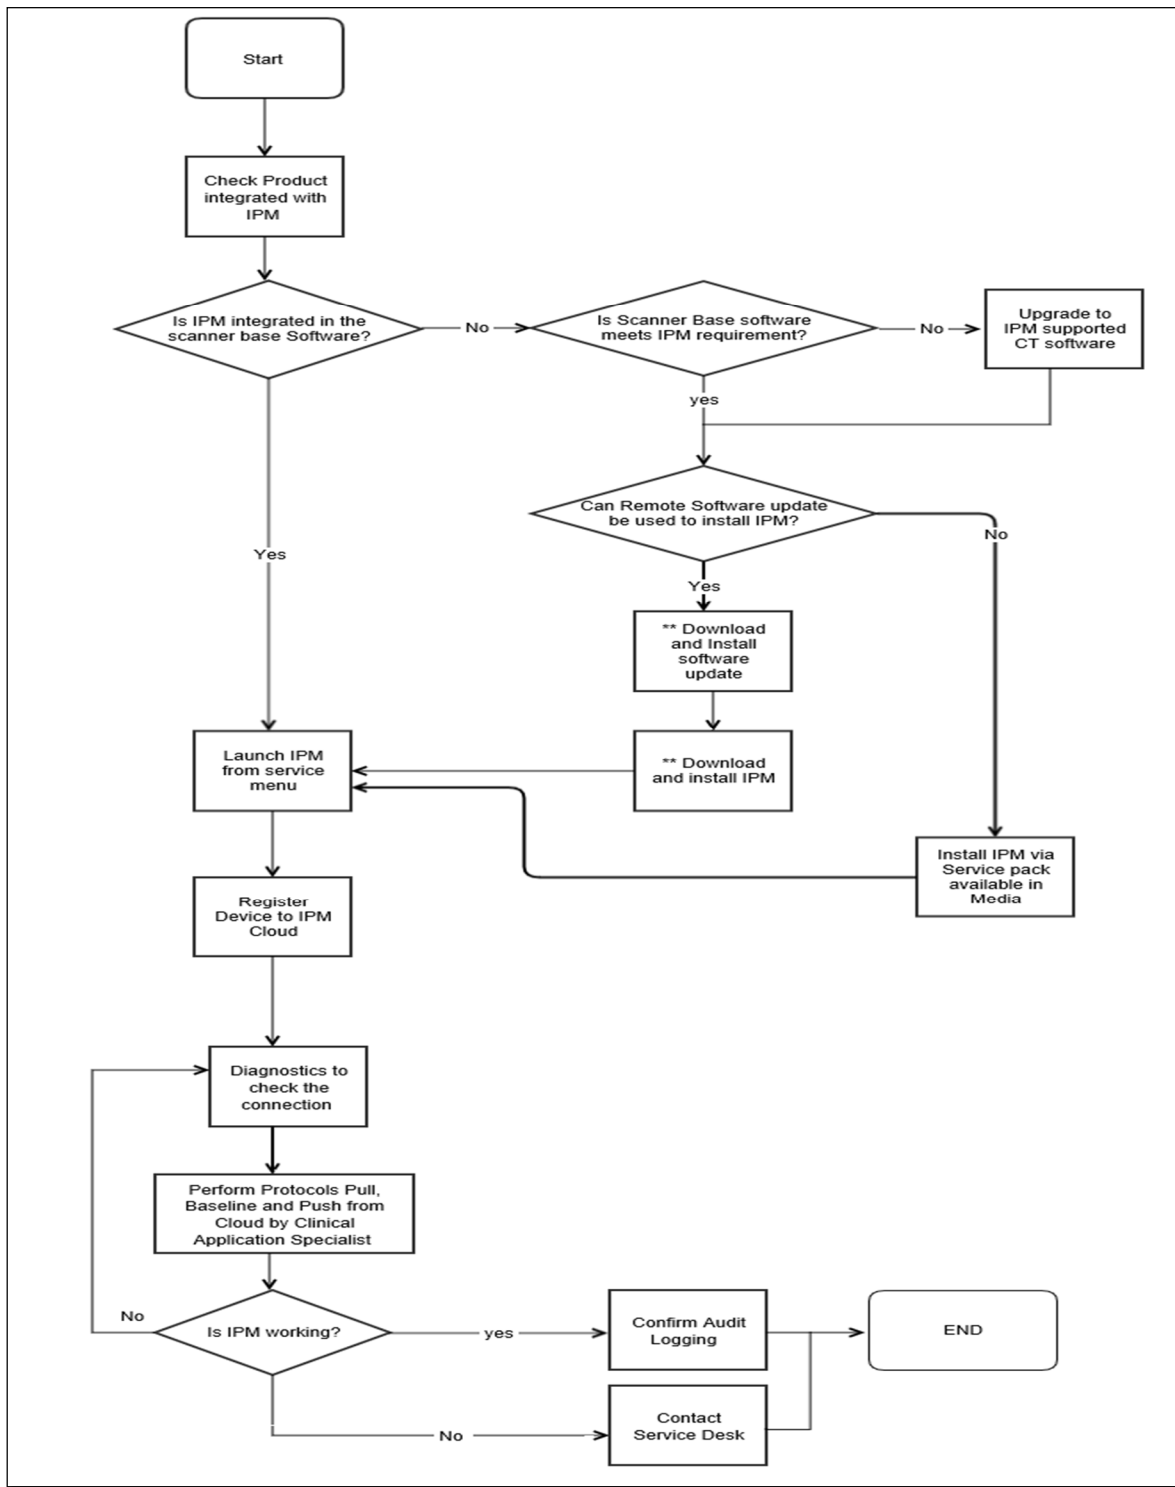 Start
Check Product
integrated with
IPM
Is IPM integrated in the
scanner base Software?
No
Is Scanner Base software
meets IPM requirement?
No
Upgrade to
IPM supported
CT software
yes
Can Remote Software update
be used to install IPM?
No
Yes
Yes
** Download
and Install
software
update
Launch IPM
from service
menu
** Download
and install IPM
Install IPM via
Service pack
available in
Media
Register
Device to IPM
Cloud
Diagnostics to
check the
connection
Perform Protocols Pull,
Baseline and Push from
Cloud by Clinical
Application Specialist
No
Is IPM working?
yes
Confirm Audit
Logging
END
No
Contact
Service Desk